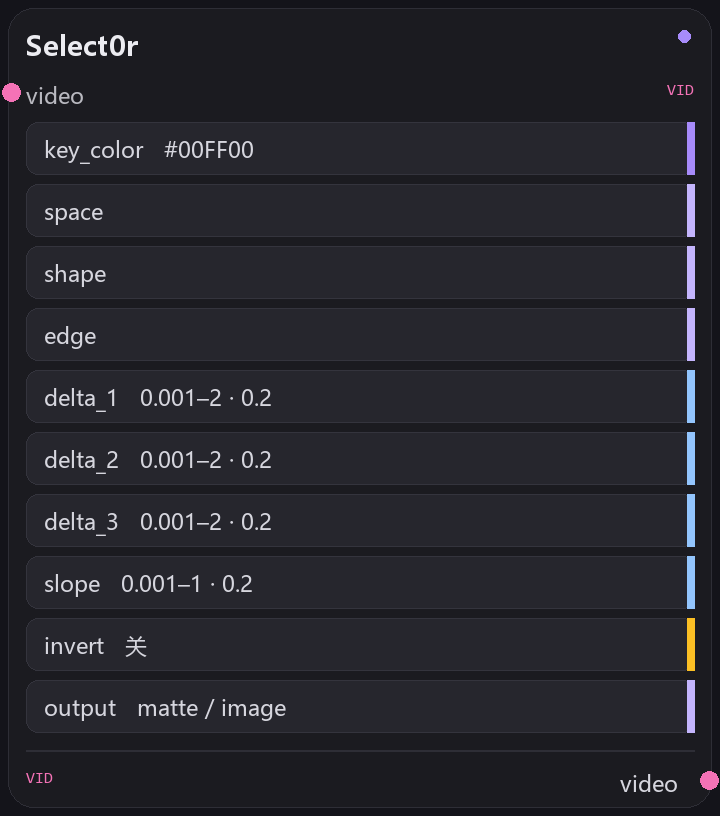 Select0r
video VID
key_color #00FF00
space
shape
edge
delta_1 0.001–2 · 0.2
delta_2 0.001–2 · 0.2
delta_3 0.001–2 · 0.2
slope 0.001–1 · 0.2
invert 关
output matte / image
VID video